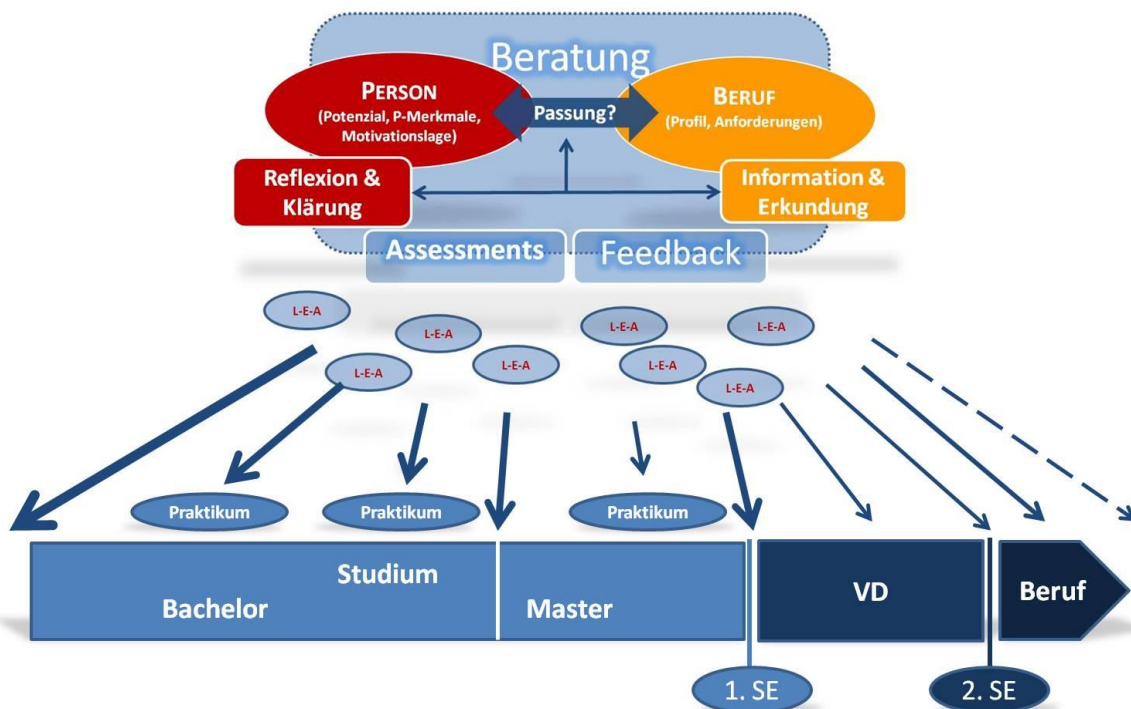 Beratung
PERSON
(Potenzial, P-Merkmale,
Motivationslage)
Passung?
BERUF
(Profil, Anforderungen)
Reflexion &
Klärung
Information &
Erkundung
Assessments
Feedback
L-E-A
L-E-A
L-E-A
L-E-A
L-E-A
L-E-A
L-E-A
L-E-A
Praktikum
Praktikum
Praktikum
Studium
Bachelor
Master
VD
Beruf
1. SE
2. SE